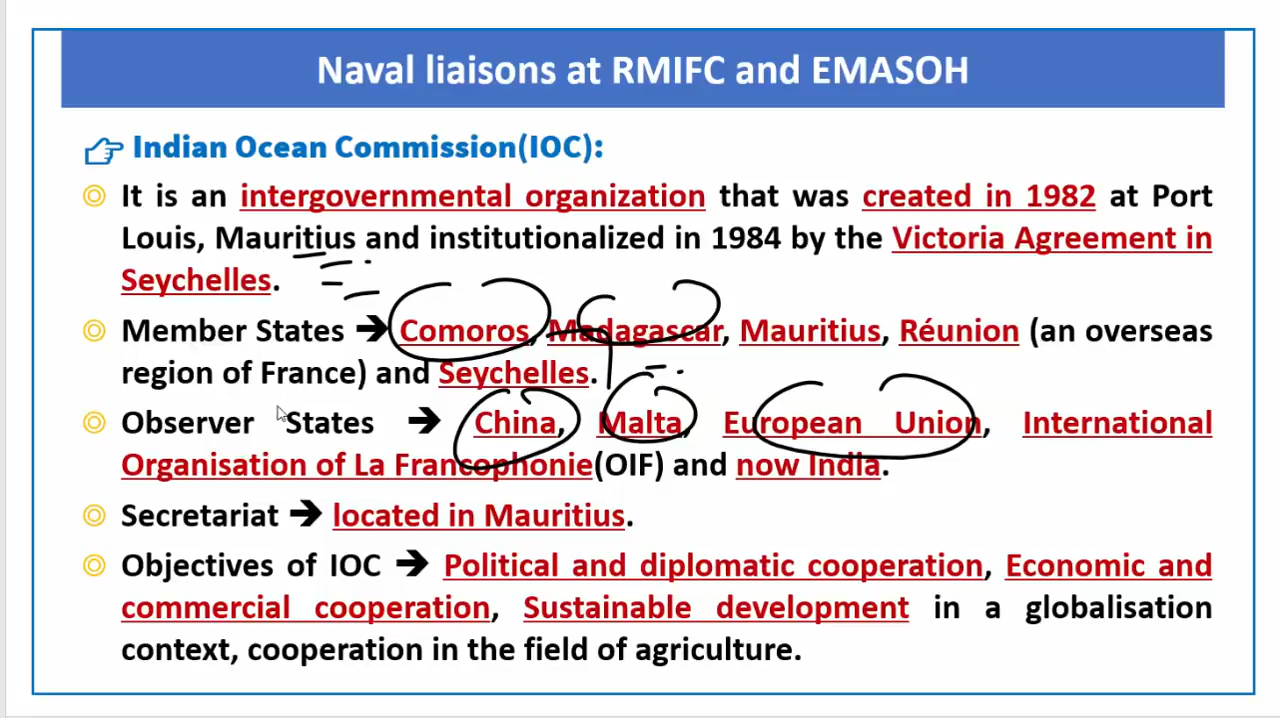 Naval liaisons at RMIFC and EMASOH
Indian Ocean Commission(IOC):
It is an intergovernmental organization that was created in 1982 at Port
Louis, Mauritius and institutionalized in 1984 by the Victoria Agreement in
Seychelles.
Member States ➔ Comoros, Madagascar, Mauritius, Réunion (an overseas
region of France) and Seychelles.
Observer States ➔ China, Malta, European Union, International
Organisation of La Francophonie(OIF) and now India.
Secretariat ➔ located in Mauritius.
Objectives of IOC ➔ Political and diplomatic cooperation, Economic and
commercial cooperation, Sustainable development in a globalisation
context, cooperation in the field of agriculture.